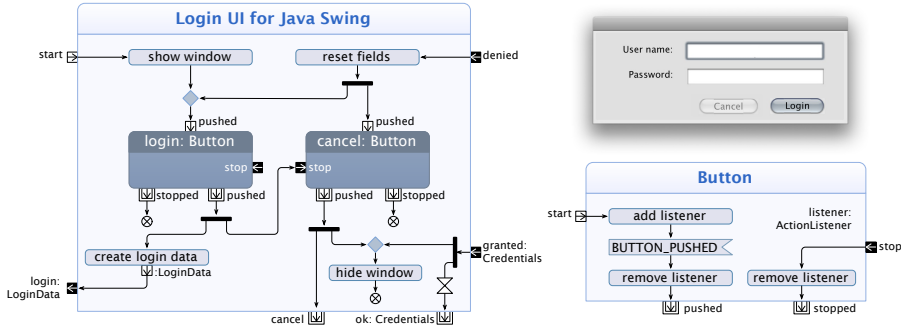 Login UI for Java Swing
start
show window
reset fields
denied
pushed
pushed
login: Button
cancel: Button
stop
stop
stopped
pushed
pushed
stopped
create login data
:LoginData
login:
LoginData
granted:
Credentials
hide window
cancel
ok: Credentials
User name:
Password:
Cancel
Login
Button
start
add listener
listener:
ActionListener
BUTTON_PUSHED
stop
remove listener
remove listener
pushed
stopped